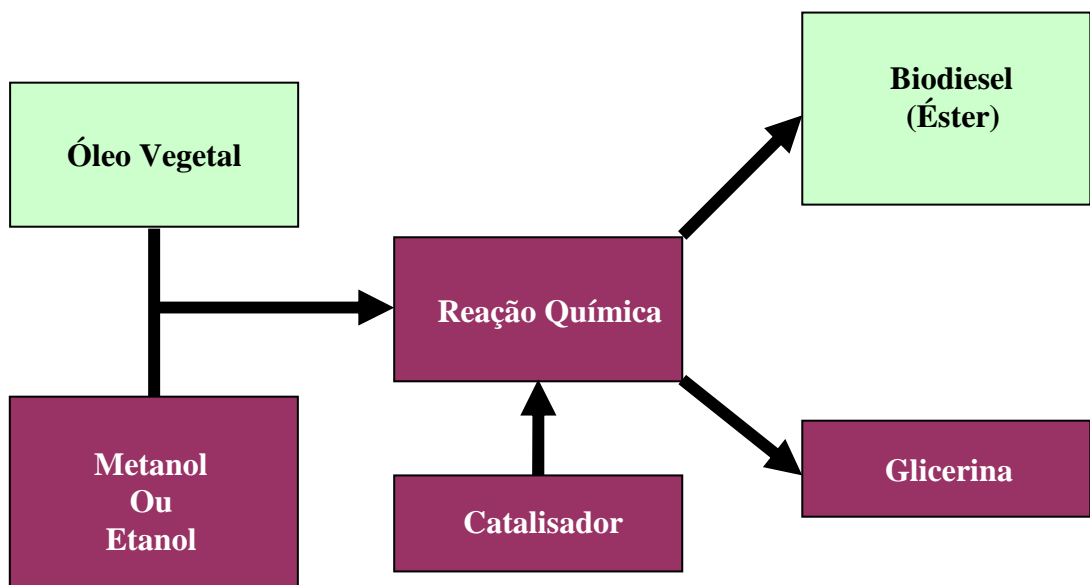 Óleo Vegetal
Metanol
Ou
Etanol
Reação Química
Catalisador
Biodiesel
(Éster)
Glicerina